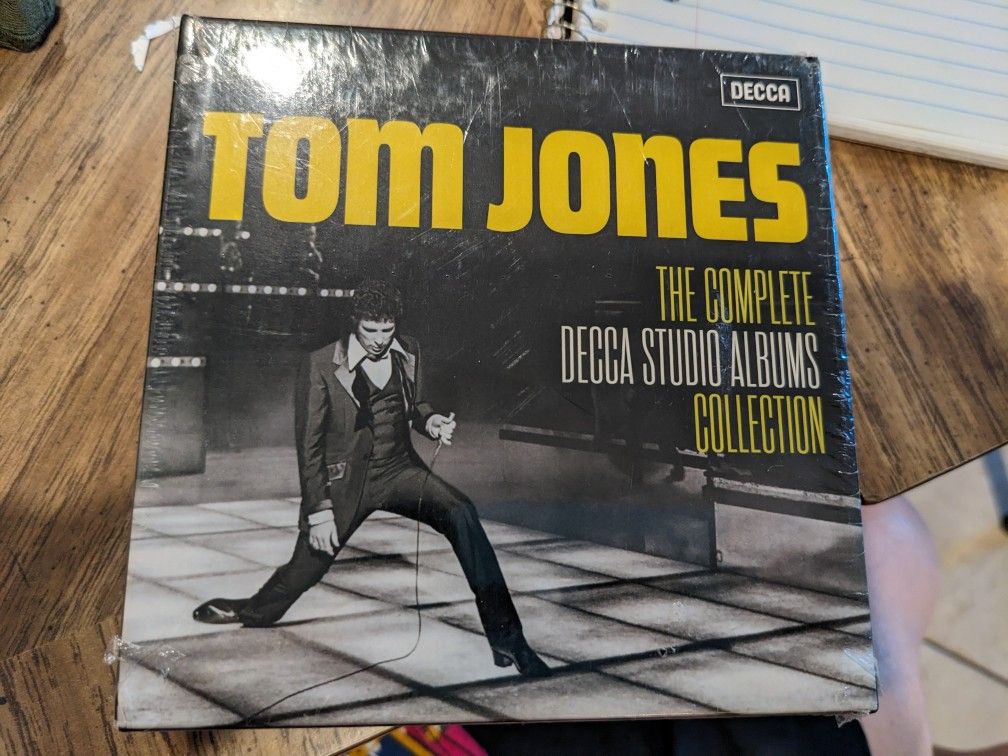 DECCA
TOM JONES
THE COMPLETE
DECCA STUDIO ALBUMS
COLLECTION